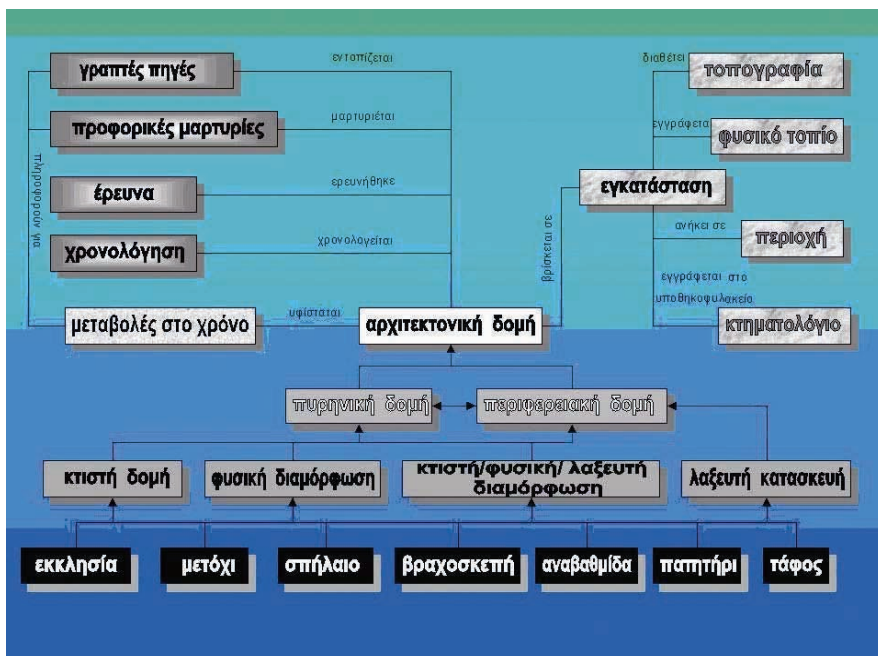 γραπτές πηγές
εντοπίζεται
διαθέτει
τοπογραφία
προφορικές μαρτυρίες
μαρτυριέται
εγγράφεται
φυσικό τοπίο
πληροφορούν για
έρευνα
ερευνήθηκε
εγκατάσταση
βρίσκεται σε
χρονολόγηση
χρονολογείται
ανήκει σε
περιοχή
εγγράφεται στο
υποθηκοφυλακείο
μεταβολές στο χρόνο
υφίσταται
αρχιτεκτονική δομή
κτηματολόγιο
πυρηνική δομή
περιφερειακή δομή
κτιστή δομή
φυσική διαμόρφωση
κτιστή/φυσική/ λαξευτή
διαμόρφωση
λαξευτή κατασκευή
εκκλησία
μετόχι
σπήλαιο
βραχοσκεπή
αναβαθμίδα
πατητήρι
τάφος